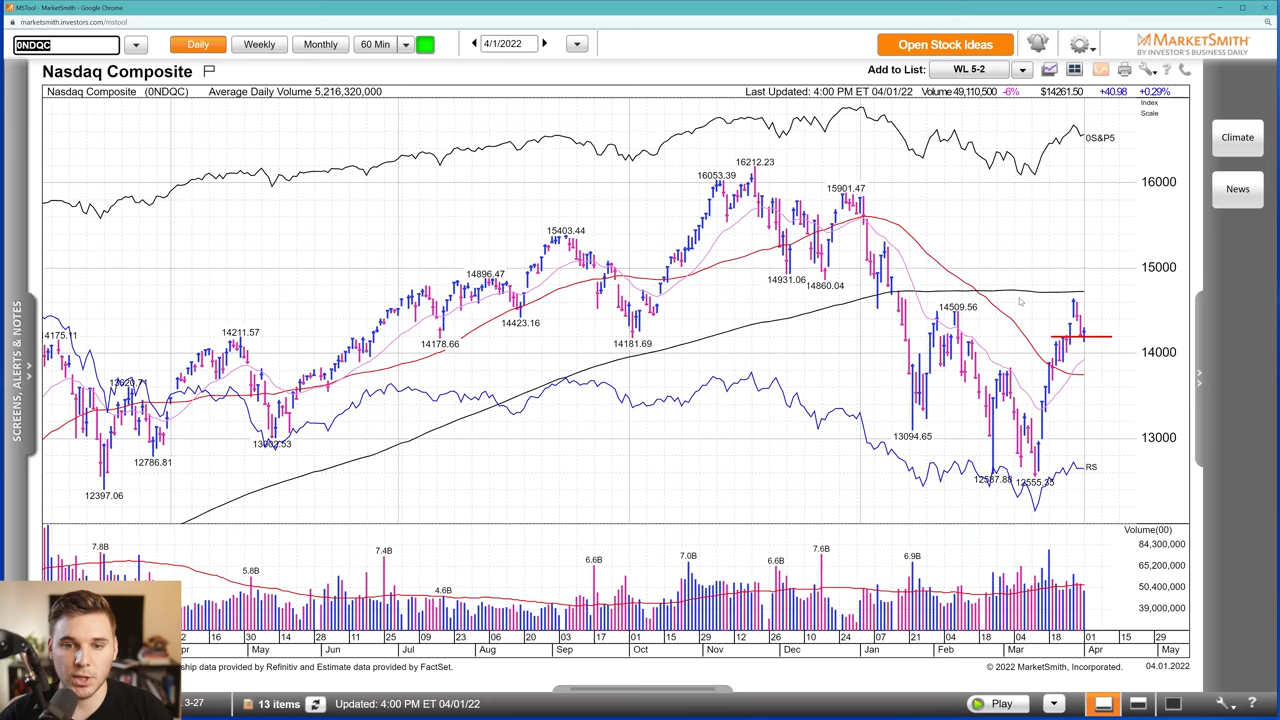 MSTool - MarketSmith - Google Chrome
marketsmith.investors.com/mstool
0NDQC Daily Weekly Monthly 60 Min 4/1/2022 Open Stock Ideas MARKETSMITH
BY INVESTOR'S BUSINESS DAILY
Nasdaq Composite Add to List: WL 5-2
Nasdaq Composite (0NDQC) Average Daily Volume 5,216,320,000 Last Updated: 4:00 PM ET 04/01/22 Volume 49,110,500 -6% $14261.50 +40.98 +0.29%
Index
Scale
Climate
0S&P5
16212.23
16053.39
16000
15901.47
News
15403.44
15000
14896.47
14931.06
14860.04
14509.56
14423.16
14211.57
14175.11
14178.66
14181.69
14000
13620.71
13002.53
13094.65
13000
12786.81
12397.06
12555.35
RS
SCREENS, ALERTS & NOTES
Volume(00)
7.8B 7.4B 7.0B 7.6B 6.9B 84,300,000
5.8B 6.6B 6.6B 65,200,000
4.6B 50,400,000
39,000,000
16 30 14 28 11 25 09 23 06 20 03 17 01 15 29 12 26 10 24 07 21 04 18 04 18 01 15 29
May Jun Jul Aug Sep Oct Nov Dec Jan Feb Mar Apr May
ship data provided by Refinitiv and Estimate data provided by FactSet. © 2022 MarketSmith, Incorporated. 04.01.2022
3-27 13 items Updated: 4:00 PM ET 04/01/22 Play